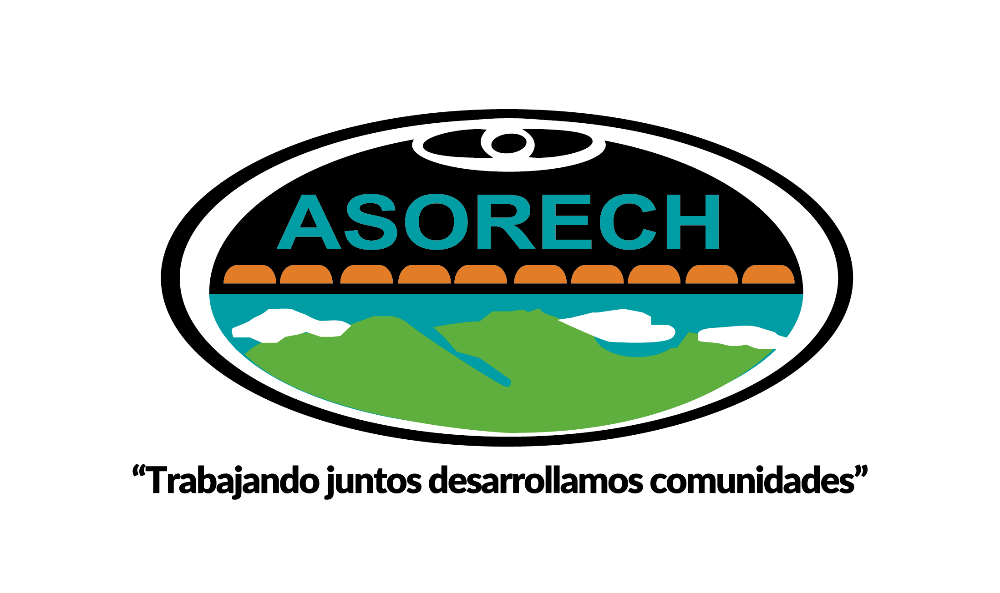 ASORECH
“Trabajando juntos desarrollamos comunidades”